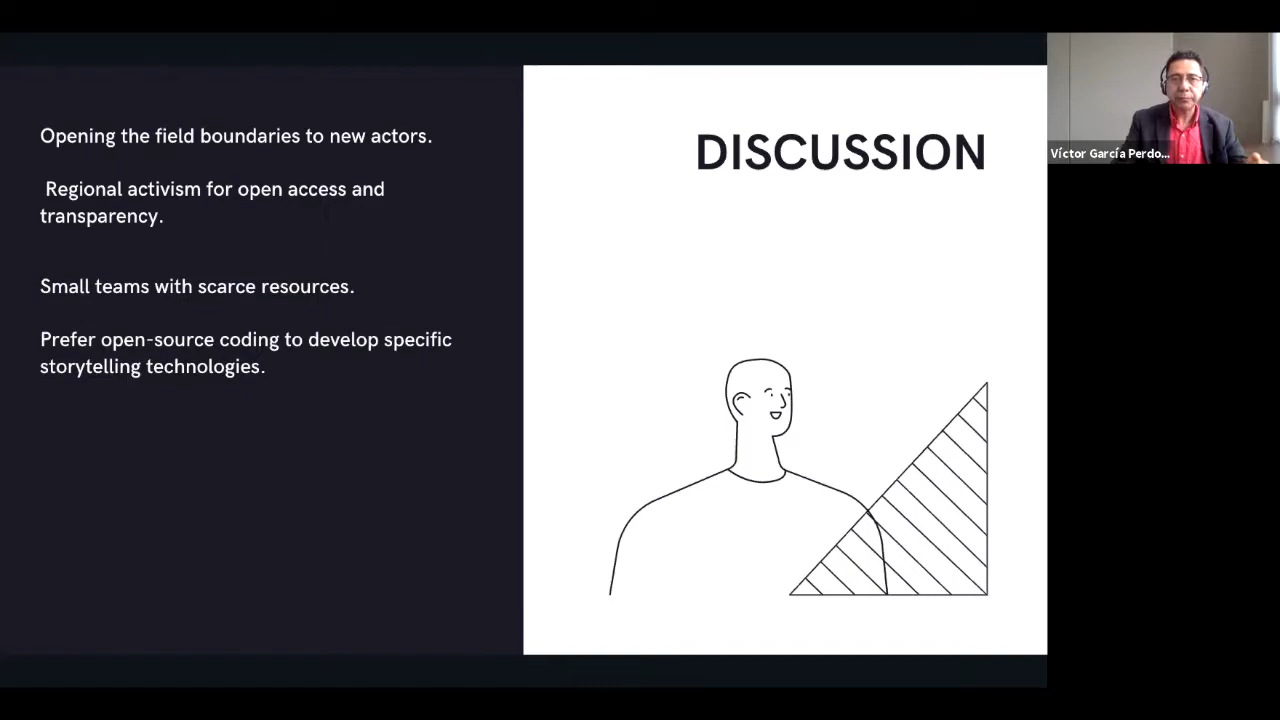 Opening the field boundaries to new actors.
Regional activism for open access and
transparency.
Small teams with scarce resources.
Prefer open-source coding to develop specific
storytelling technologies.
DISCUSSION
Víctor García Perdo...